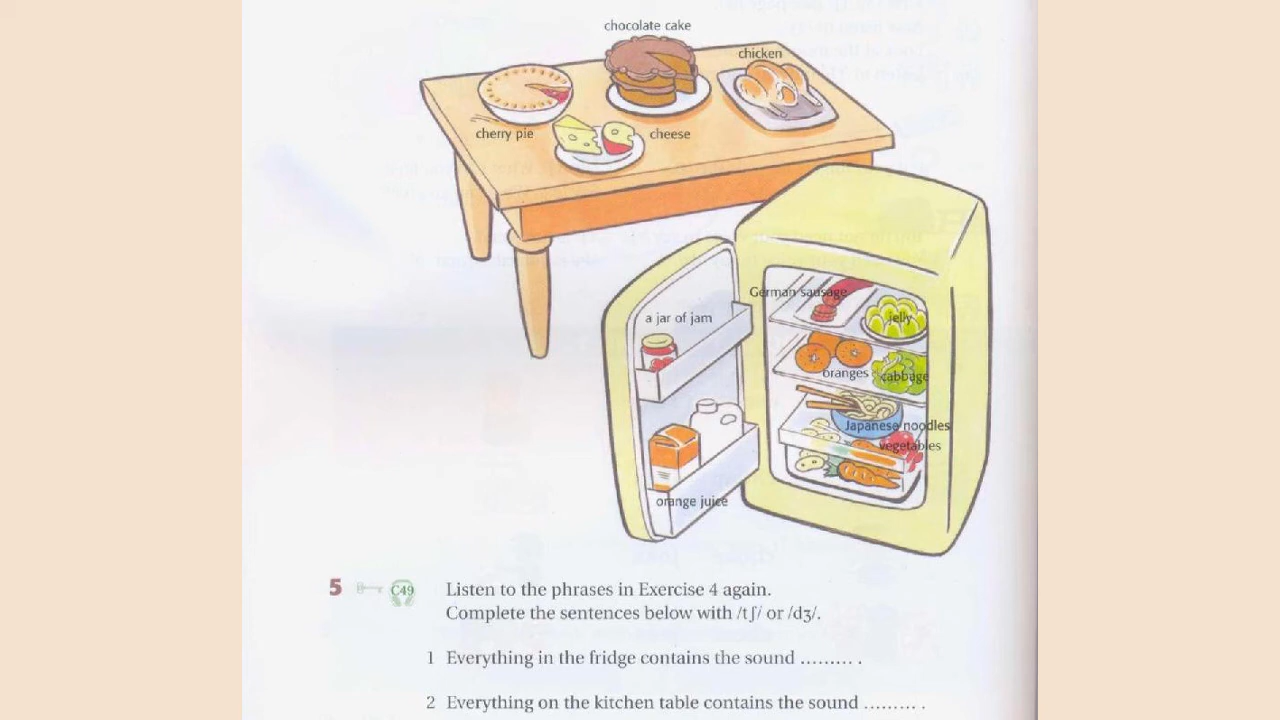 chocolate cake
chicken
cherry pie
cheese
German sausage
a jar of jam
jelly
oranges
cabbage
Japanese noodles
vegetables
orange juice
5 C49 Listen to the phrases in Exercise 4 again.
Complete the sentences below with /tʃ/ or /dʒ/.
1 Everything in the fridge contains the sound ......... .
2 Everything on the kitchen table contains the sound ......... .